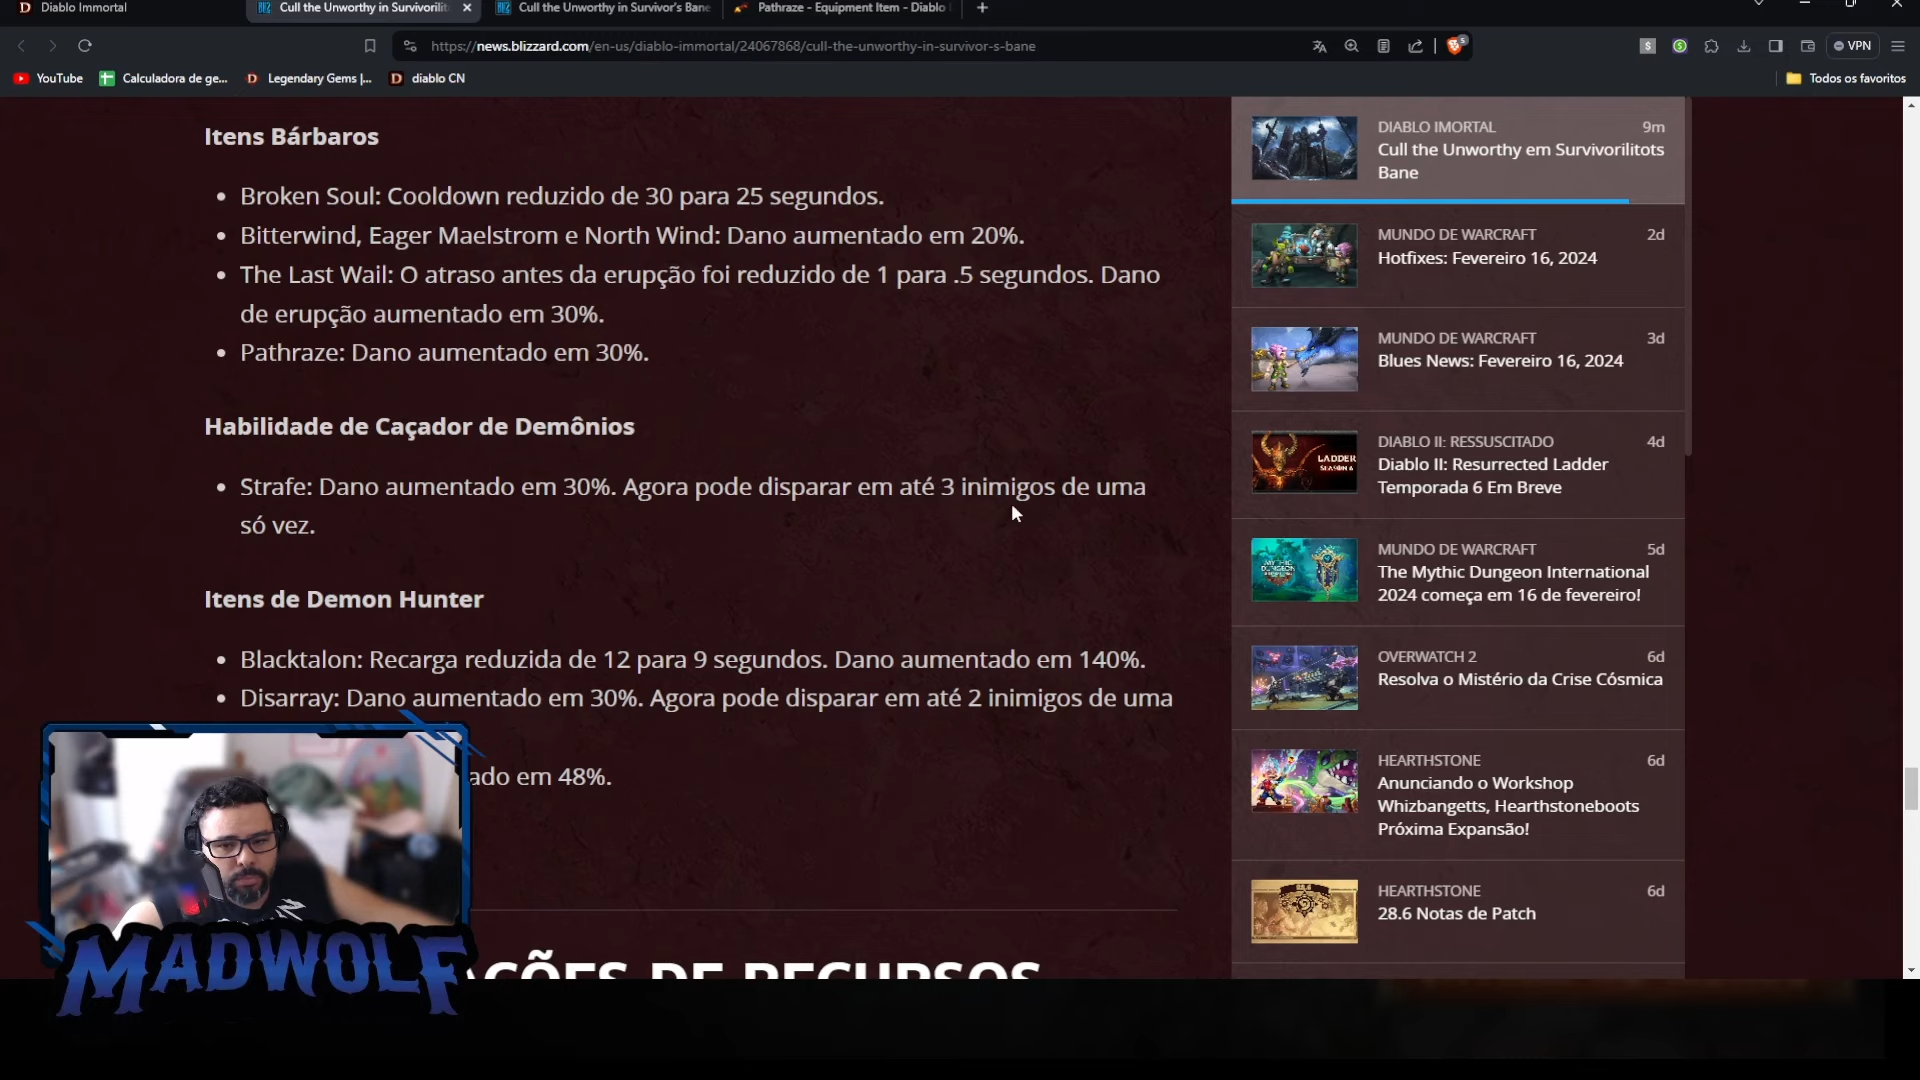 Diablo Immortal
Cull the Unworthy in Survivorilit
Cull the Unworthy in Survivor's Bane
Pathraze - Equipment Item - Diablo
https://news.blizzard.com/en-us/diablo-immortal/24067868/cull-the-unworthy-in-survivor-s-bane
5
VPN
YouTube
Calculadora de ge...
Legendary Gems |...
diablo CN
Todos os favoritos
Itens Bárbaros
• Broken Soul: Cooldown reduzido de 30 para 25 segundos.
• Bitterwind, Eager Maelstrom e North Wind: Dano aumentado em 20%.
• The Last Wail: O atraso antes da erupção foi reduzido de 1 para .5 segundos. Dano
de erupção aumentado em 30%.
• Pathraze: Dano aumentado em 30%.
Habilidade de Caçador de Demônios
• Strafe: Dano aumentado em 30%. Agora pode disparar em até 3 inimigos de uma
só vez.
Itens de Demon Hunter
• Blacktalon: Recarga reduzida de 12 para 9 segundos. Dano aumentado em 140%.
• Disarray: Dano aumentado em 30%. Agora pode disparar em até 2 inimigos de uma
ado em 48%.
AÇÕES DE RECURSOS
MADWOLF
DIABLO IMORTAL 9m
Cull the Unworthy em Survivorilitots
Bane
MUNDO DE WARCRAFT 2d
Hotfixes: Fevereiro 16, 2024
MUNDO DE WARCRAFT 3d
Blues News: Fevereiro 16, 2024
LADDER
SEASON 6
DIABLO II: RESSUSCITADO 4d
Diablo II: Resurrected Ladder
Temporada 6 Em Breve
MYTHIC
DUNGEON
MUNDO DE WARCRAFT 5d
The Mythic Dungeon International
2024 começa em 16 de fevereiro!
OVERWATCH 2 6d
Resolva o Mistério da Crise Cósmica
HEARTHSTONE 6d
Anunciando o Workshop
Whizbangetts, Hearthstoneboots
Próxima Expansão!
28.6
HEARTHSTONE 6d
28.6 Notas de Patch